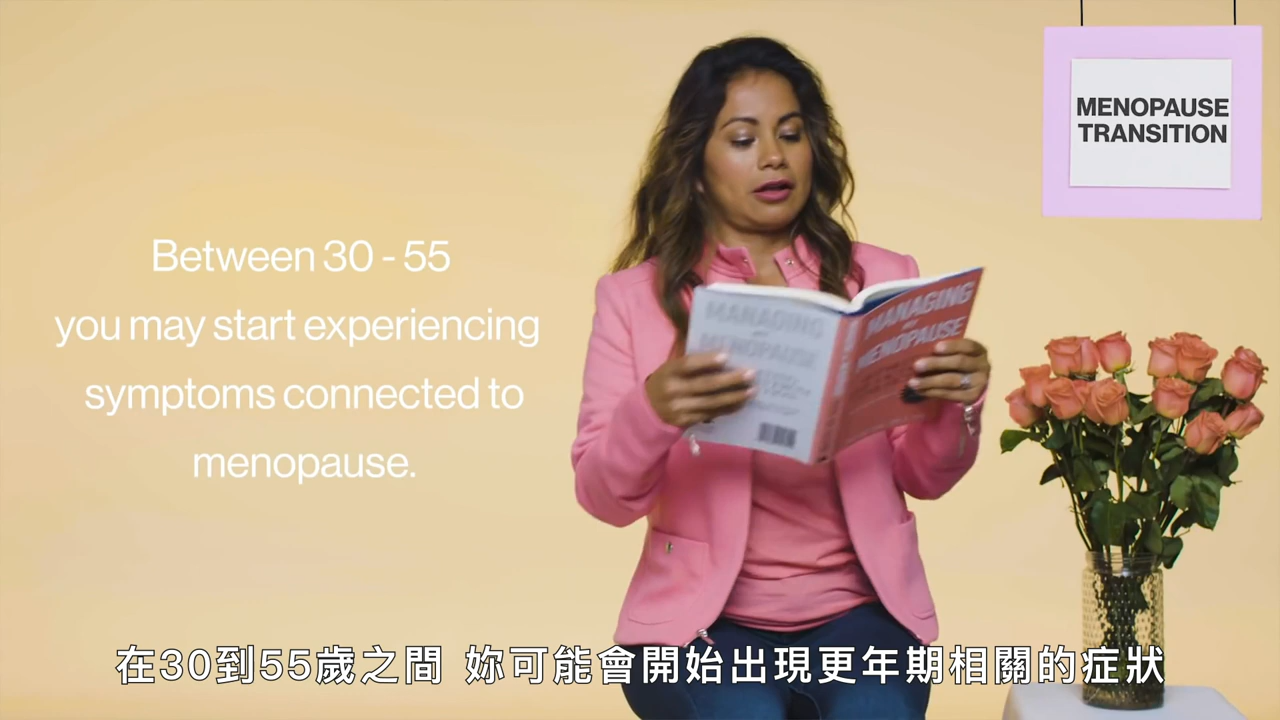 MENOPAUSE
TRANSITION
Between 30 - 55
you may start experiencing
symptoms connected to
menopause.
MANAGING
MENOPAUSE
MANAGING
MENOPAUSE
在30到55歲之間 妳可能會開始出現更年期相關的症狀